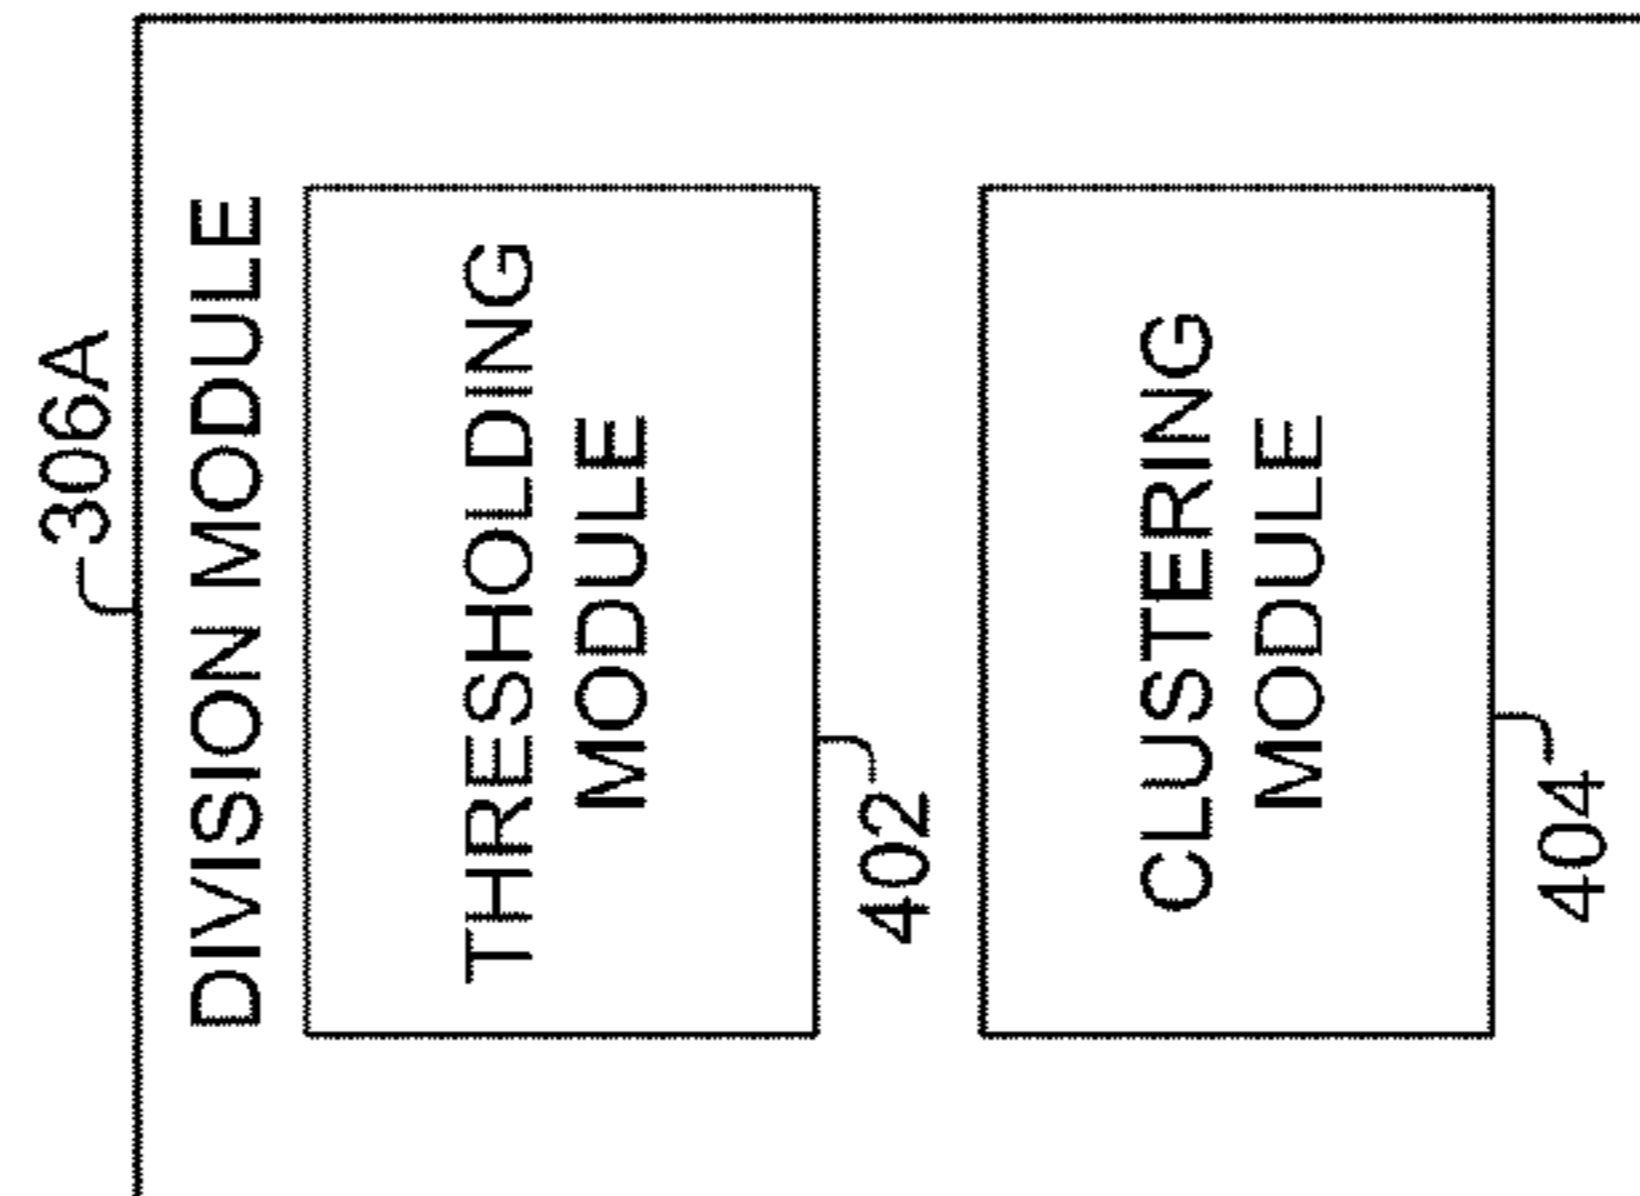 306A
DIVISION MODULE
THRESHOLDING
MODULE
402
CLUSTERING
MODULE
404